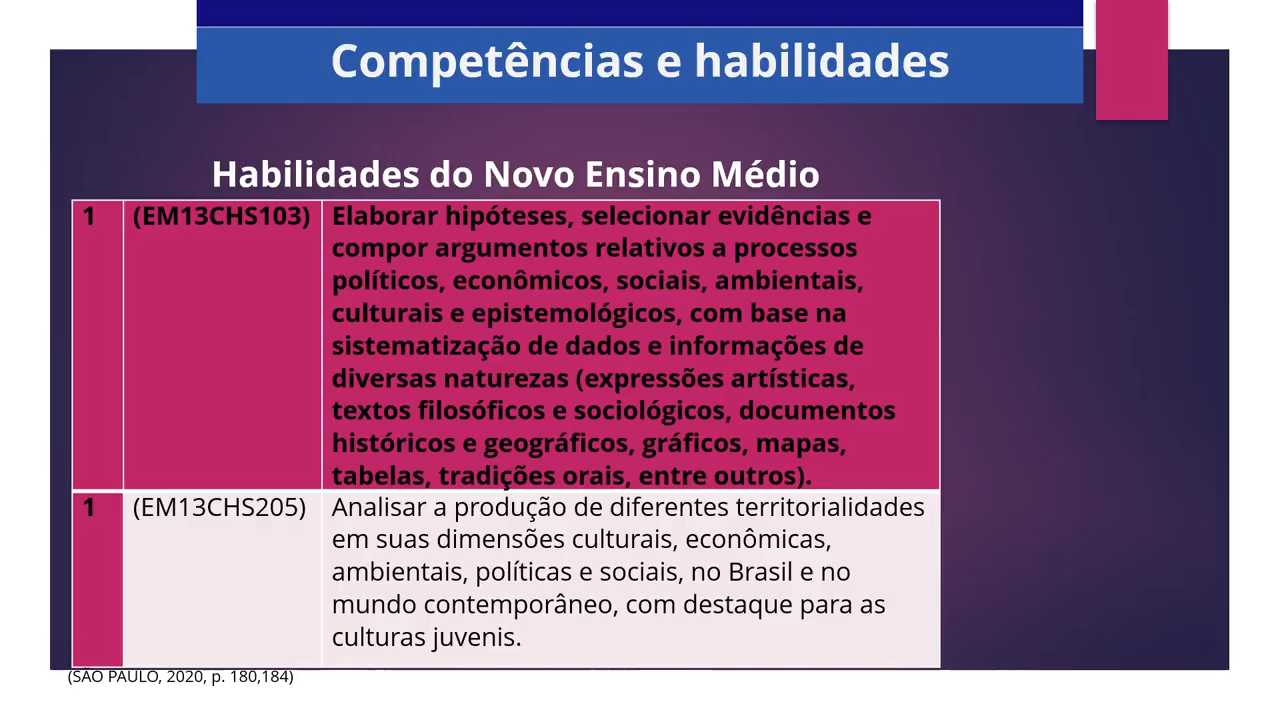 Competências e habilidades
Habilidades do Novo Ensino Médio
1 (EM13CHS103) Elaborar hipóteses, selecionar evidências e
compor argumentos relativos a processos
políticos, econômicos, sociais, ambientais,
culturais e epistemológicos, com base na
sistematização de dados e informações de
diversas naturezas (expressões artísticas,
textos filosóficos e sociológicos, documentos
históricos e geográficos, gráficos, mapas,
tabelas, tradições orais, entre outros).
1 (EM13CHS205) Analisar a produção de diferentes territorialidades
em suas dimensões culturais, econômicas,
ambientais, políticas e sociais, no Brasil e no
mundo contemporâneo, com destaque para as
culturas juvenis.
(SÃO PAULO, 2020, p. 180,184)